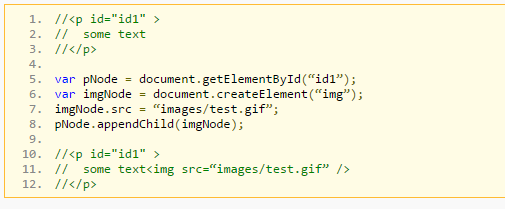 1. //<p id="id1" >
2. //  some text
3. //</p>
4.
5. var pNode = document.getElementById(“id1”);
6. var imgNode = document.createElement(“img”);
7. imgNode.src = “images/test.gif”;
8. pNode.appendChild(imgNode);
9.
10. //<p id="id1" >
11. //  some text<img src=“images/test.gif” />
12. //</p>